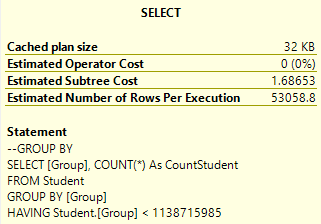 SELECT
Cached plan size 32 KB
Estimated Operator Cost 0 (0%)
Estimated Subtree Cost 1.68653
Estimated Number of Rows Per Execution 53058.8
Statement
--GROUP BY
SELECT [Group], COUNT(*) As CountStudent
FROM Student
GROUP BY [Group]
HAVING Student.[Group] < 1138715985